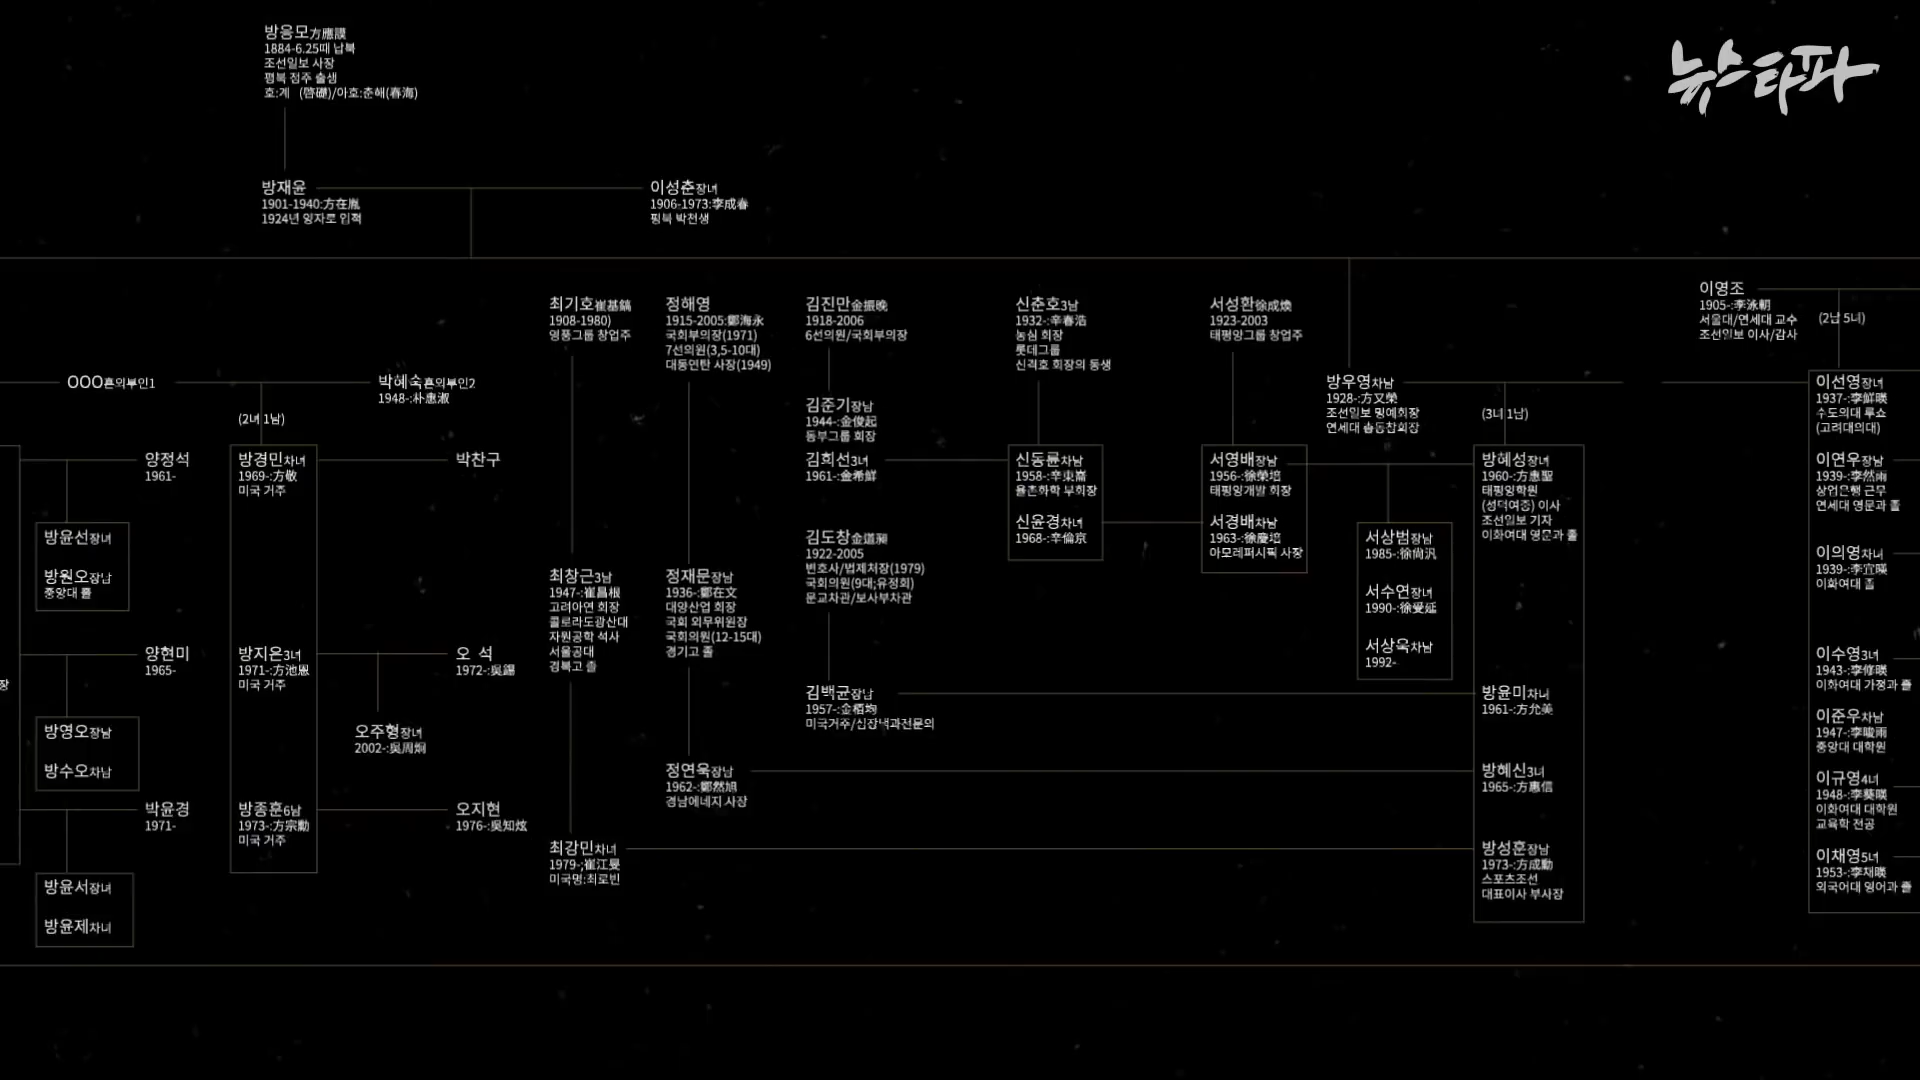 뉴스타파
방응모方應謨
1884-6.25때 납북
조선일보 사장
평북 정주 출생
호:계 (啓礎)/아호:춘해(春海)
방재윤
1901-1940:方在胤
1924년 양자로 입적
이성춘장녀
1906-1973:李成春
평북 박천생
OOO혼외부인1
박혜숙혼외부인2
1948-:朴惠淑
(2녀 1남)
양정석
1961-
방윤선장녀
방원오장남
중앙대 졸
양현미
1965-
방영오장남
방수오차남
박윤경
1971-
방윤서장녀
방윤제차녀
장
방경민차녀
1969-:方敬
미국 거주
박찬구
방지은3녀
1971-:方池恩
미국 거주
오 석
1972-:吳錫
오주형장녀
2002-:吳周炯
방종훈6남
1973-:方宗勳
미국 거주
오지현
1976-:吳知炫
최기호崔基鎬
1908-1980)
영풍그룹 창업주
최창근3남
1947-:崔昌根
고려아연 회장
콜로라도광산대
자원공학 석사
서울공대
경복고 졸
최강민차녀
1979-;崔江旻
미국명:최로빈
정해영
1915-2005:鄭海永
국회부의장(1971)
7선의원(3,5-10대)
대동연탄 사장(1949)
정재문장남
1936-:鄭在文
대양산업 회장
국회 외무위원장
국회의원(12-15대)
경기고 졸
정연욱장남
1962-:鄭然旭
경남에네지 사장
김진만金振晩
1918-2006
6선의원/국회부의장
김준기장남
1944-:金俊起
동부그룹 회장
김희선3녀
1961-:金希鮮
김도창金道昶
1922-2005
변호사/법제처장(1979)
국회의원(9대;유정회)
문교차관/보사부차관
김백균장남
1957-:金栢均
미국거주/심장내과전문의
신춘호3남
1932-:辛春浩
농심 회장
롯데그룹
신격호 회장의 동생
신동륜차남
1958-:辛東崙
율촌화학 부회장
신윤경차녀
1968-:辛倫京
서성환徐成煥
1923-2003
태평양그룹 창업주
서영배장남
1956-:徐榮培
태평양개발 회장
서경배차남
1963-:徐慶培
아모레퍼시픽 사장
방우영차남
1928-:方又榮
조선일보 명예회장
연세대 총동창회장
(3녀 1남)
서상범장남
1985-:徐尙汎
서수연장녀
1990-:徐受延
서상욱차남
1992-
방혜성장녀
1960-:方惠聖
태평양학원
(성덕여중) 이사
조선일보 기자
이화여대 영문과 졸
방윤미차녀
1961-:方允美
방혜신3녀
1965-:方惠信
방성훈장남
1973-:方成勳
스포츠조선
대표이사 부사장
이영조
1905-:李泳朝
서울대/연세대 교수
조선일보 이사/감사
(2남 5녀)
이선영장녀
1937-:李鮮暎
수도의대 졸
(고려대의대)
이연우장남
1939-:李然雨
상업은행 근무
연세대 영문과 졸
이의영차녀
1939-:李宜暎
이화여대 졸
이수영3녀
1943-:李修暎
이화여대 가정과 졸
이준우차남
1947-:李晙雨
중앙대 대학원
이규영4녀
1948-:李葵暎
이화여대 대학원
교육학 전공
이채영5녀
1953-:李采暎
외국어대 영어과 졸